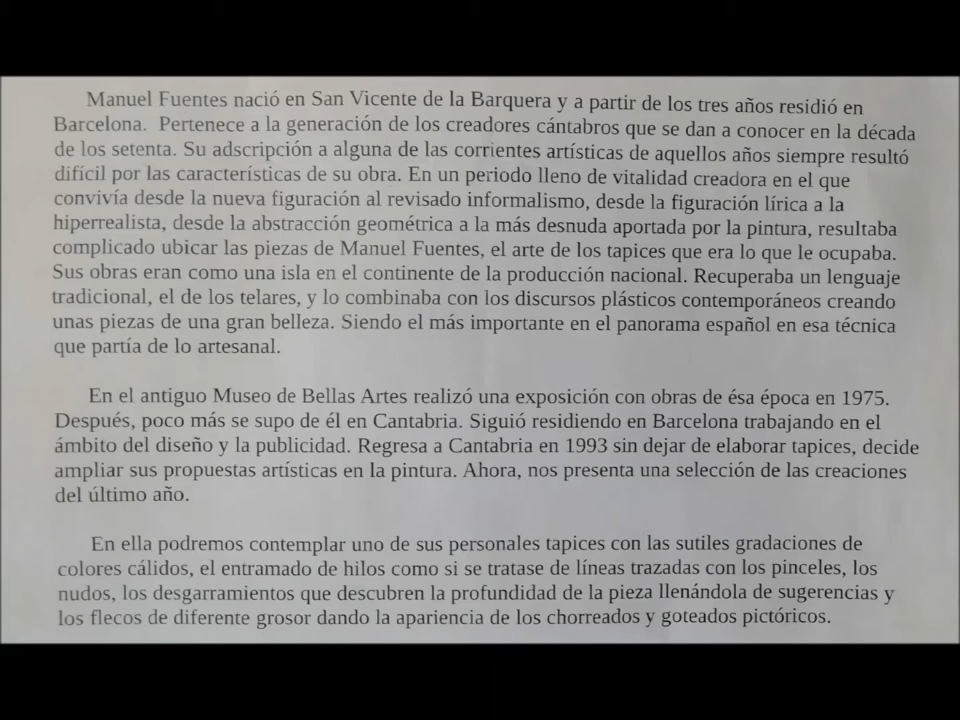 Manuel Fuentes nació en San Vicente de la Barquera y a partir de los tres años residió en
Barcelona. Pertenece a la generación de los creadores cántabros que se dan a conocer en la década
de los setenta. Su adscripción a alguna de las corrientes artísticas de aquellos años siempre resultó
difícil por las características de su obra. En un periodo lleno de vitalidad creadora en el que
convivía desde la nueva figuración al revisado informalismo, desde la figuración lírica a la
hiperrealista, desde la abstracción geométrica a la más desnuda aportada por la pintura, resultaba
complicado ubicar las piezas de Manuel Fuentes, el arte de los tapices que era lo que le ocupaba.
Sus obras eran como una isla en el continente de la producción nacional. Recuperaba un lenguaje
tradicional, el de los telares, y lo combinaba con los discursos plásticos contemporáneos creando
unas piezas de una gran belleza. Siendo el más importante en el panorama español en esa técnica
que partía de lo artesanal.
En el antiguo Museo de Bellas Artes realizó una exposición con obras de ésa época en 1975.
Después, poco más se supo de él en Cantabria. Siguió residiendo en Barcelona trabajando en el
ámbito del diseño y la publicidad. Regresa a Cantabria en 1993 sin dejar de elaborar tapices, decide
ampliar sus propuestas artísticas en la pintura. Ahora, nos presenta una selección de las creaciones
del último año.
En ella podremos contemplar uno de sus personales tapices con las sutiles gradaciones de
colores cálidos, el entramado de hilos como si se tratase de líneas trazadas con los pinceles, los
nudos, los desgarramientos que descubren la profundidad de la pieza llenándola de sugerencias y
los flecos de diferente grosor dando la apariencia de los chorreados y goteados pictóricos.